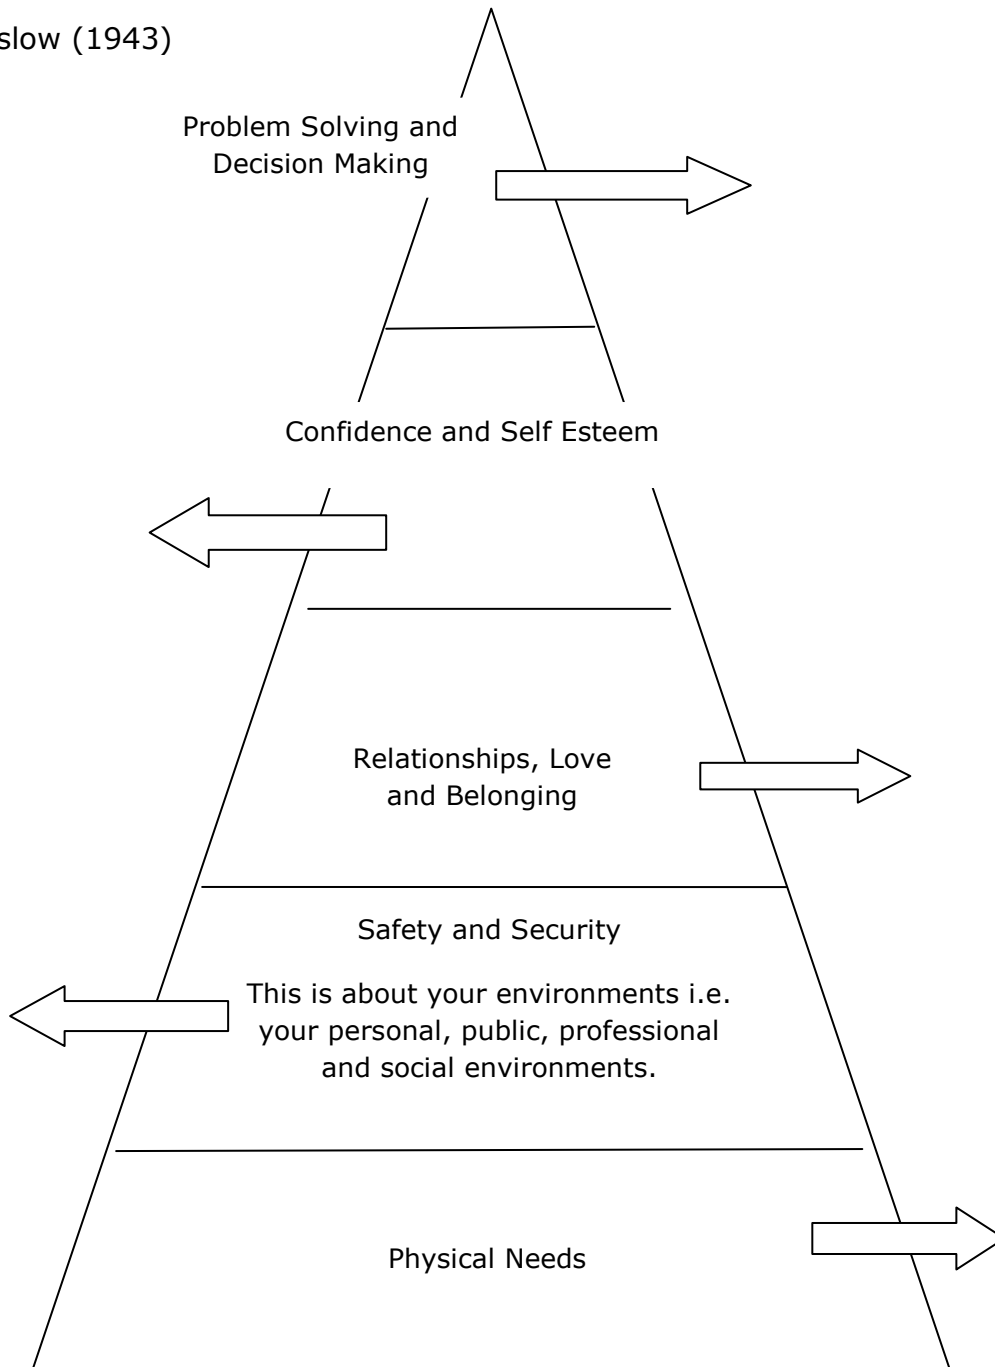 slow (1943)
Problem Solving and
Decision Making
Confidence and Self Esteem
Relationships, Love
and Belonging
Safety and Security
This is about your environments i.e.
your personal, public, professional
and social environments.
Physical Needs